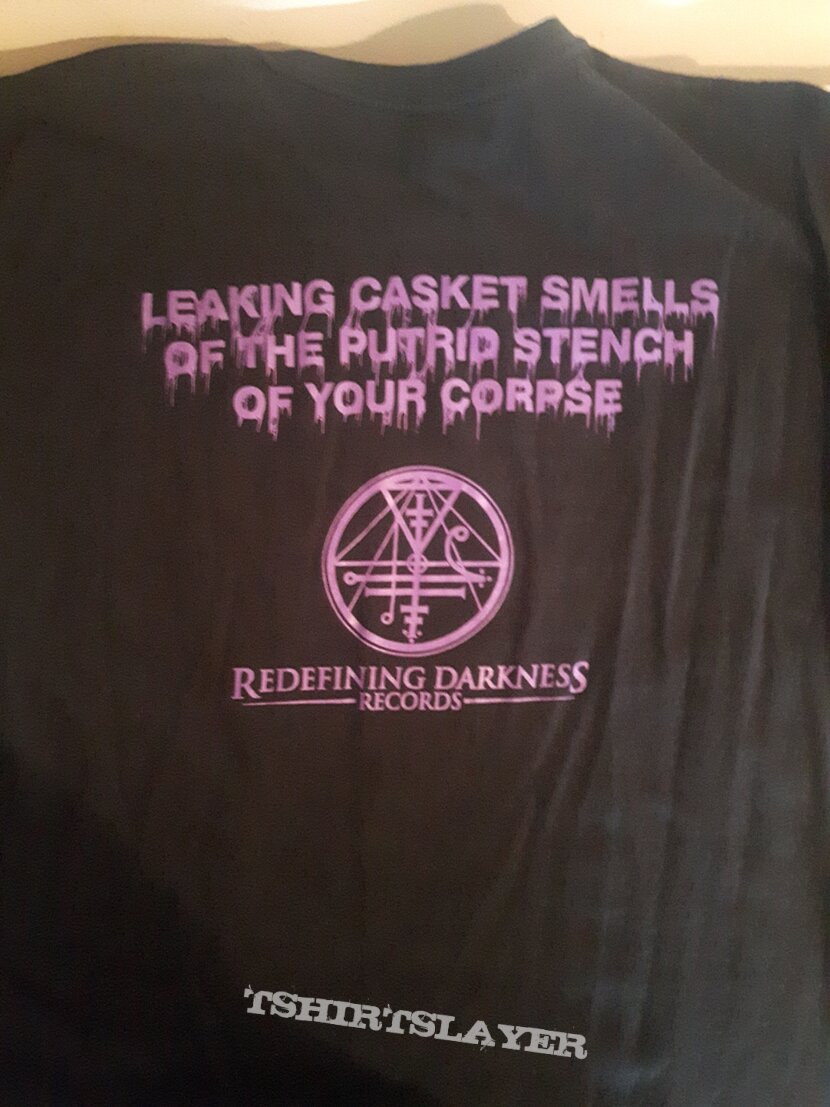 LEAKING CASKET SMELLS
OF THE PUTRID STENCH
OF YOUR CORPSE
REDEFINING DARKNESS
RECORDS
TSHIRTSLAYER